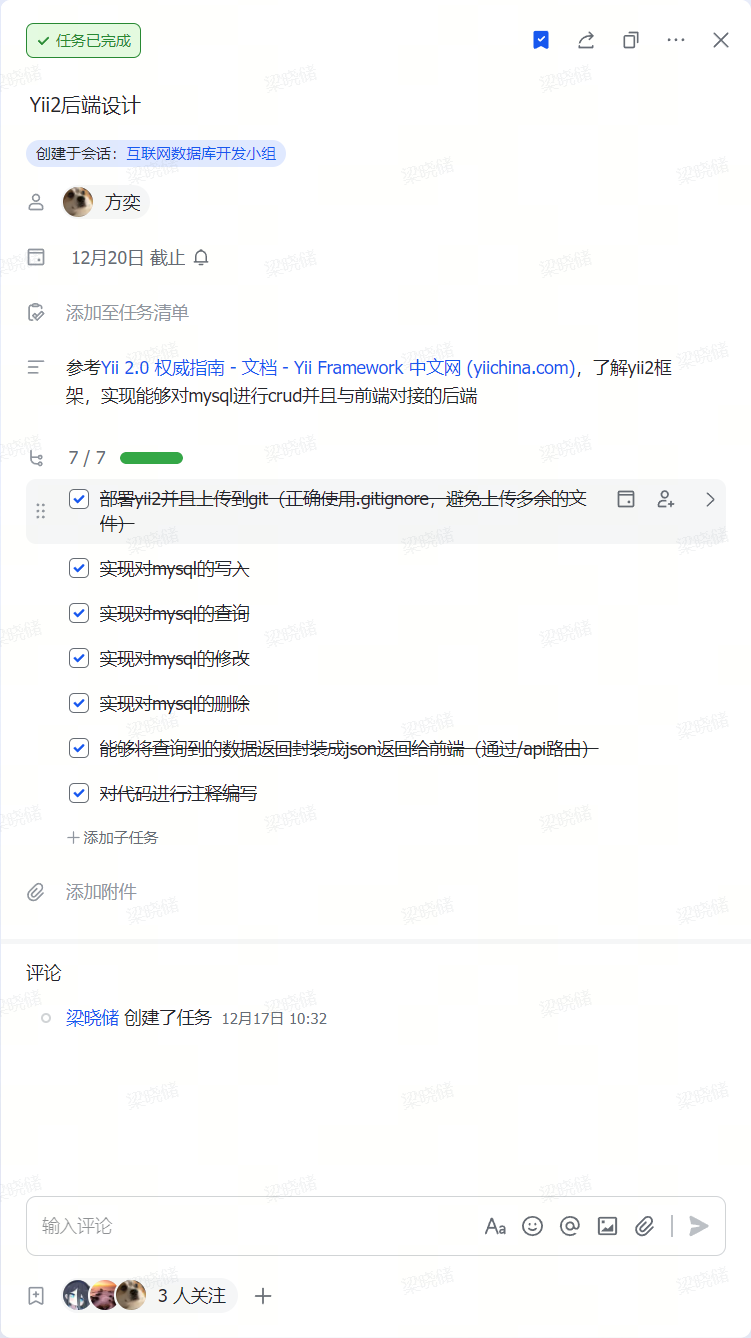 任务已完成
Yii2后端设计
创建于会话：互联网数据库开发小组
方奕
12月20日 截止
添加至任务清单
参考Yii 2.0 权威指南 - 文档 - Yii Framework 中文网 (yiichina.com)，了解yii2框
架，实现能够对mysql进行crud并且与前端对接的后端
7 / 7
部署yii2并且上传到git（正确使用.gitignore，避免上传多余的文
件）
实现对mysql的写入
实现对mysql的查询
实现对mysql的修改
实现对mysql的删除
能够将查询到的数据返回封装成json返回给前端（通过/api路由）
对代码进行注释编写
添加子任务
添加附件
评论
梁晓储 创建了任务 12月17日 10:32
输入评论
Aa
3 人关注
梁晓储